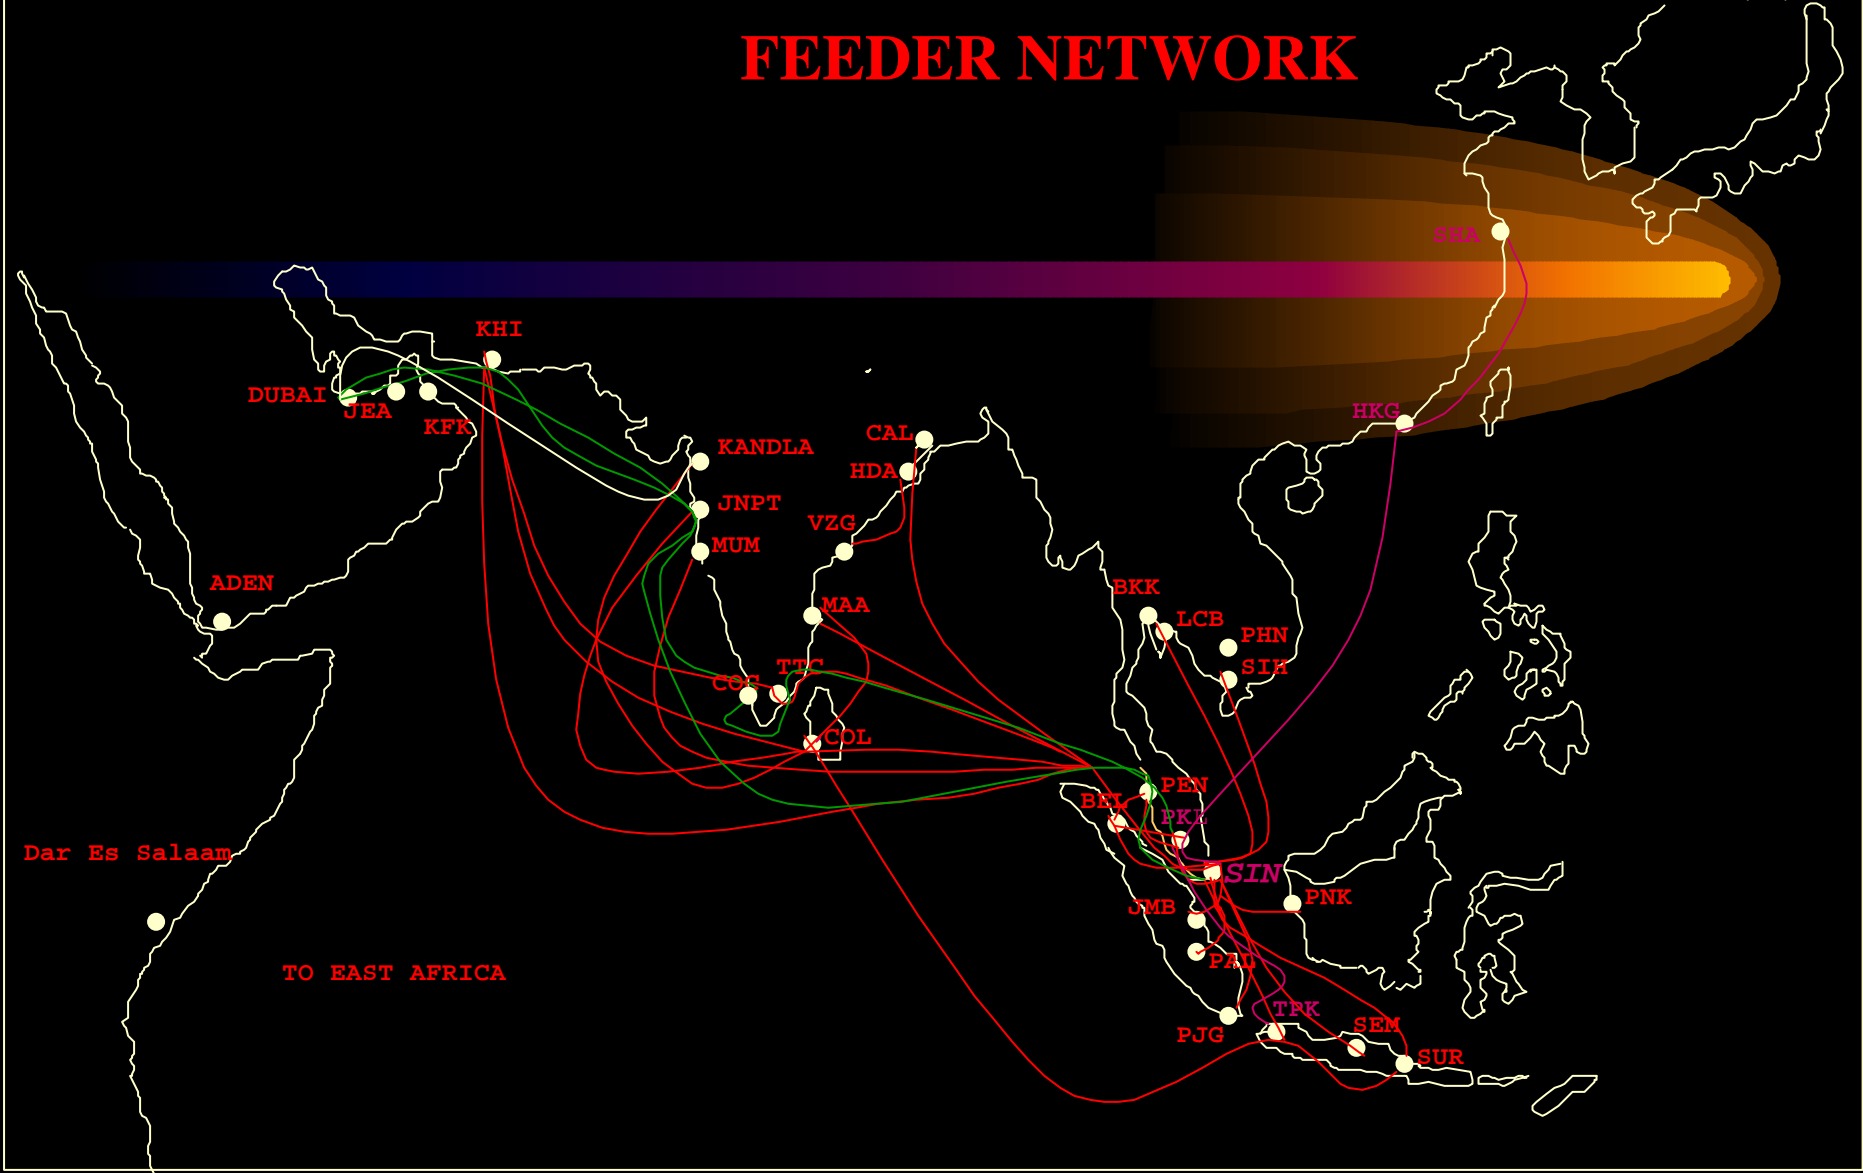 FEEDER NETWORK
SHA
KHI
DUBAI
JEA
HKG
KFK
CAL
KANDLA
HDA
JNPT
VZG
MUM
ADEN
BKK
MAA
LCB
PHN
TTC
SIH
COC
COL
PEN
BEL
PKL
Dar Es Salaam
SIN
PNK
JMB
PAL
TO EAST AFRICA
TPK
SEM
PJG
SUR